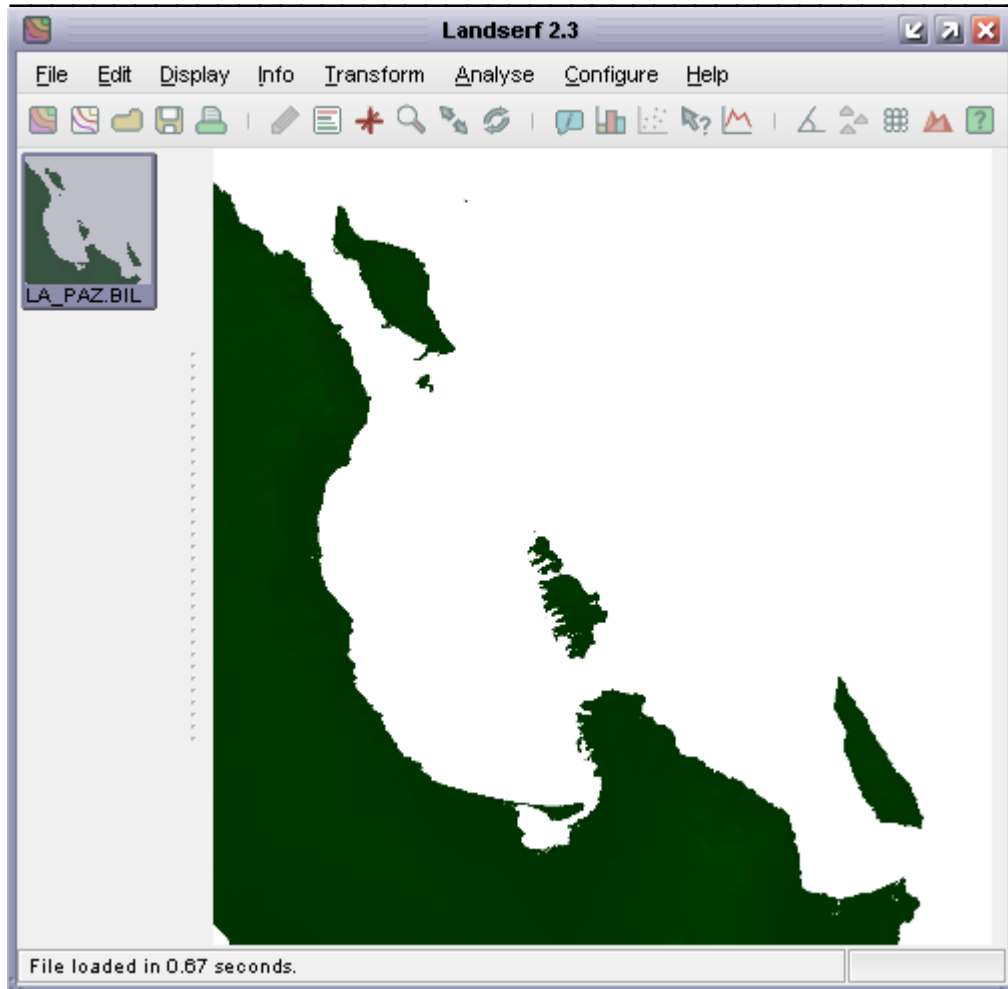 Landserf 2.3
File Edit Display Info Transform Analyse Configure Help
LA_PAZ.BIL
File loaded in 0.67 seconds.